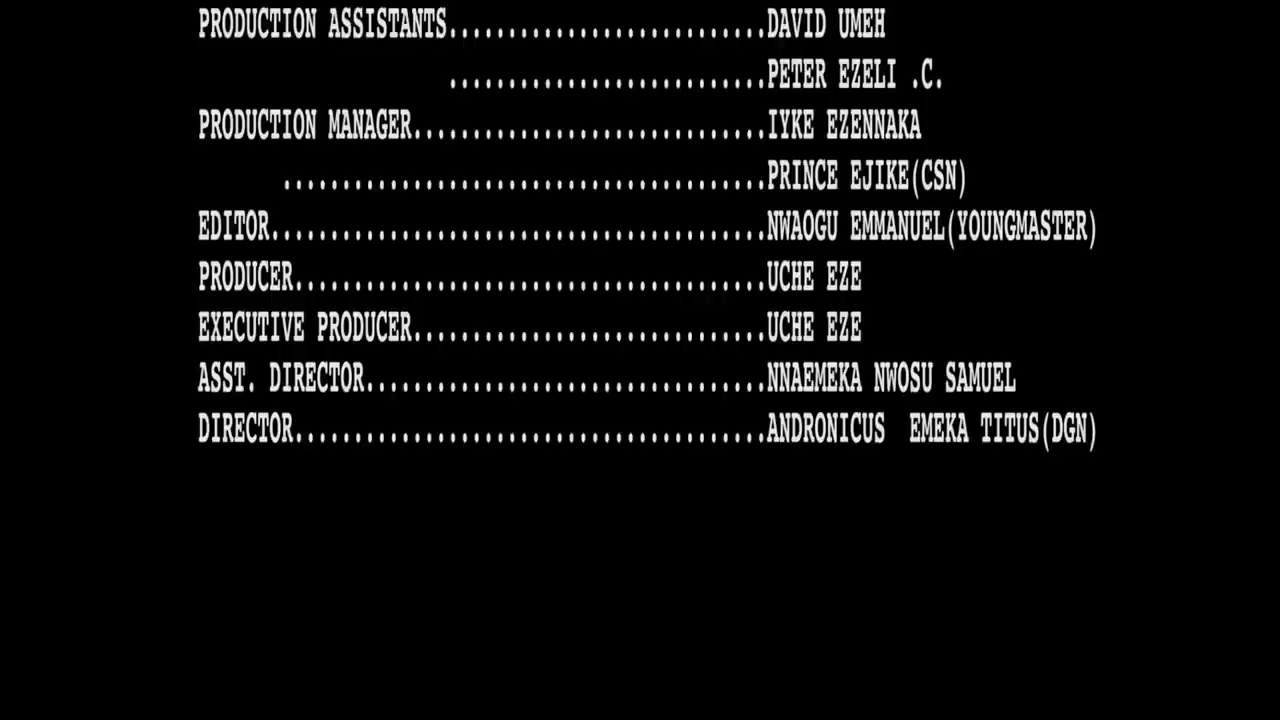 PRODUCTION ASSISTANTS...........................DAVID UMEH
...........................PETER EZELI .C.
PRODUCTION MANAGER..............................IYKE EZENNAKA
.........................................PRINCE EJIKE(CSN)
EDITOR..........................................NWAOGU EMMANUEL(YOUNGMASTER)
PRODUCER........................................UCHE EZE
EXECUTIVE PRODUCER..............................UCHE EZE
ASST. DIRECTOR..................................NNAEMEKA NWOSU SAMUEL
DIRECTOR........................................ANDRONICUS  EMEKA TITUS(DGN)